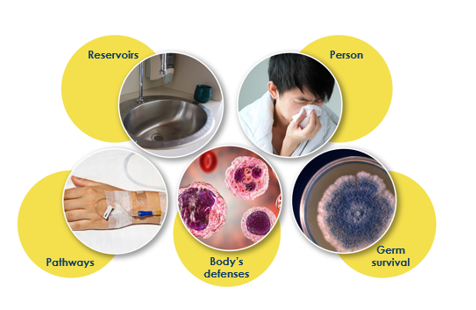 Reservoirs
Person
Pathways
Body's
defenses
Germ
survival